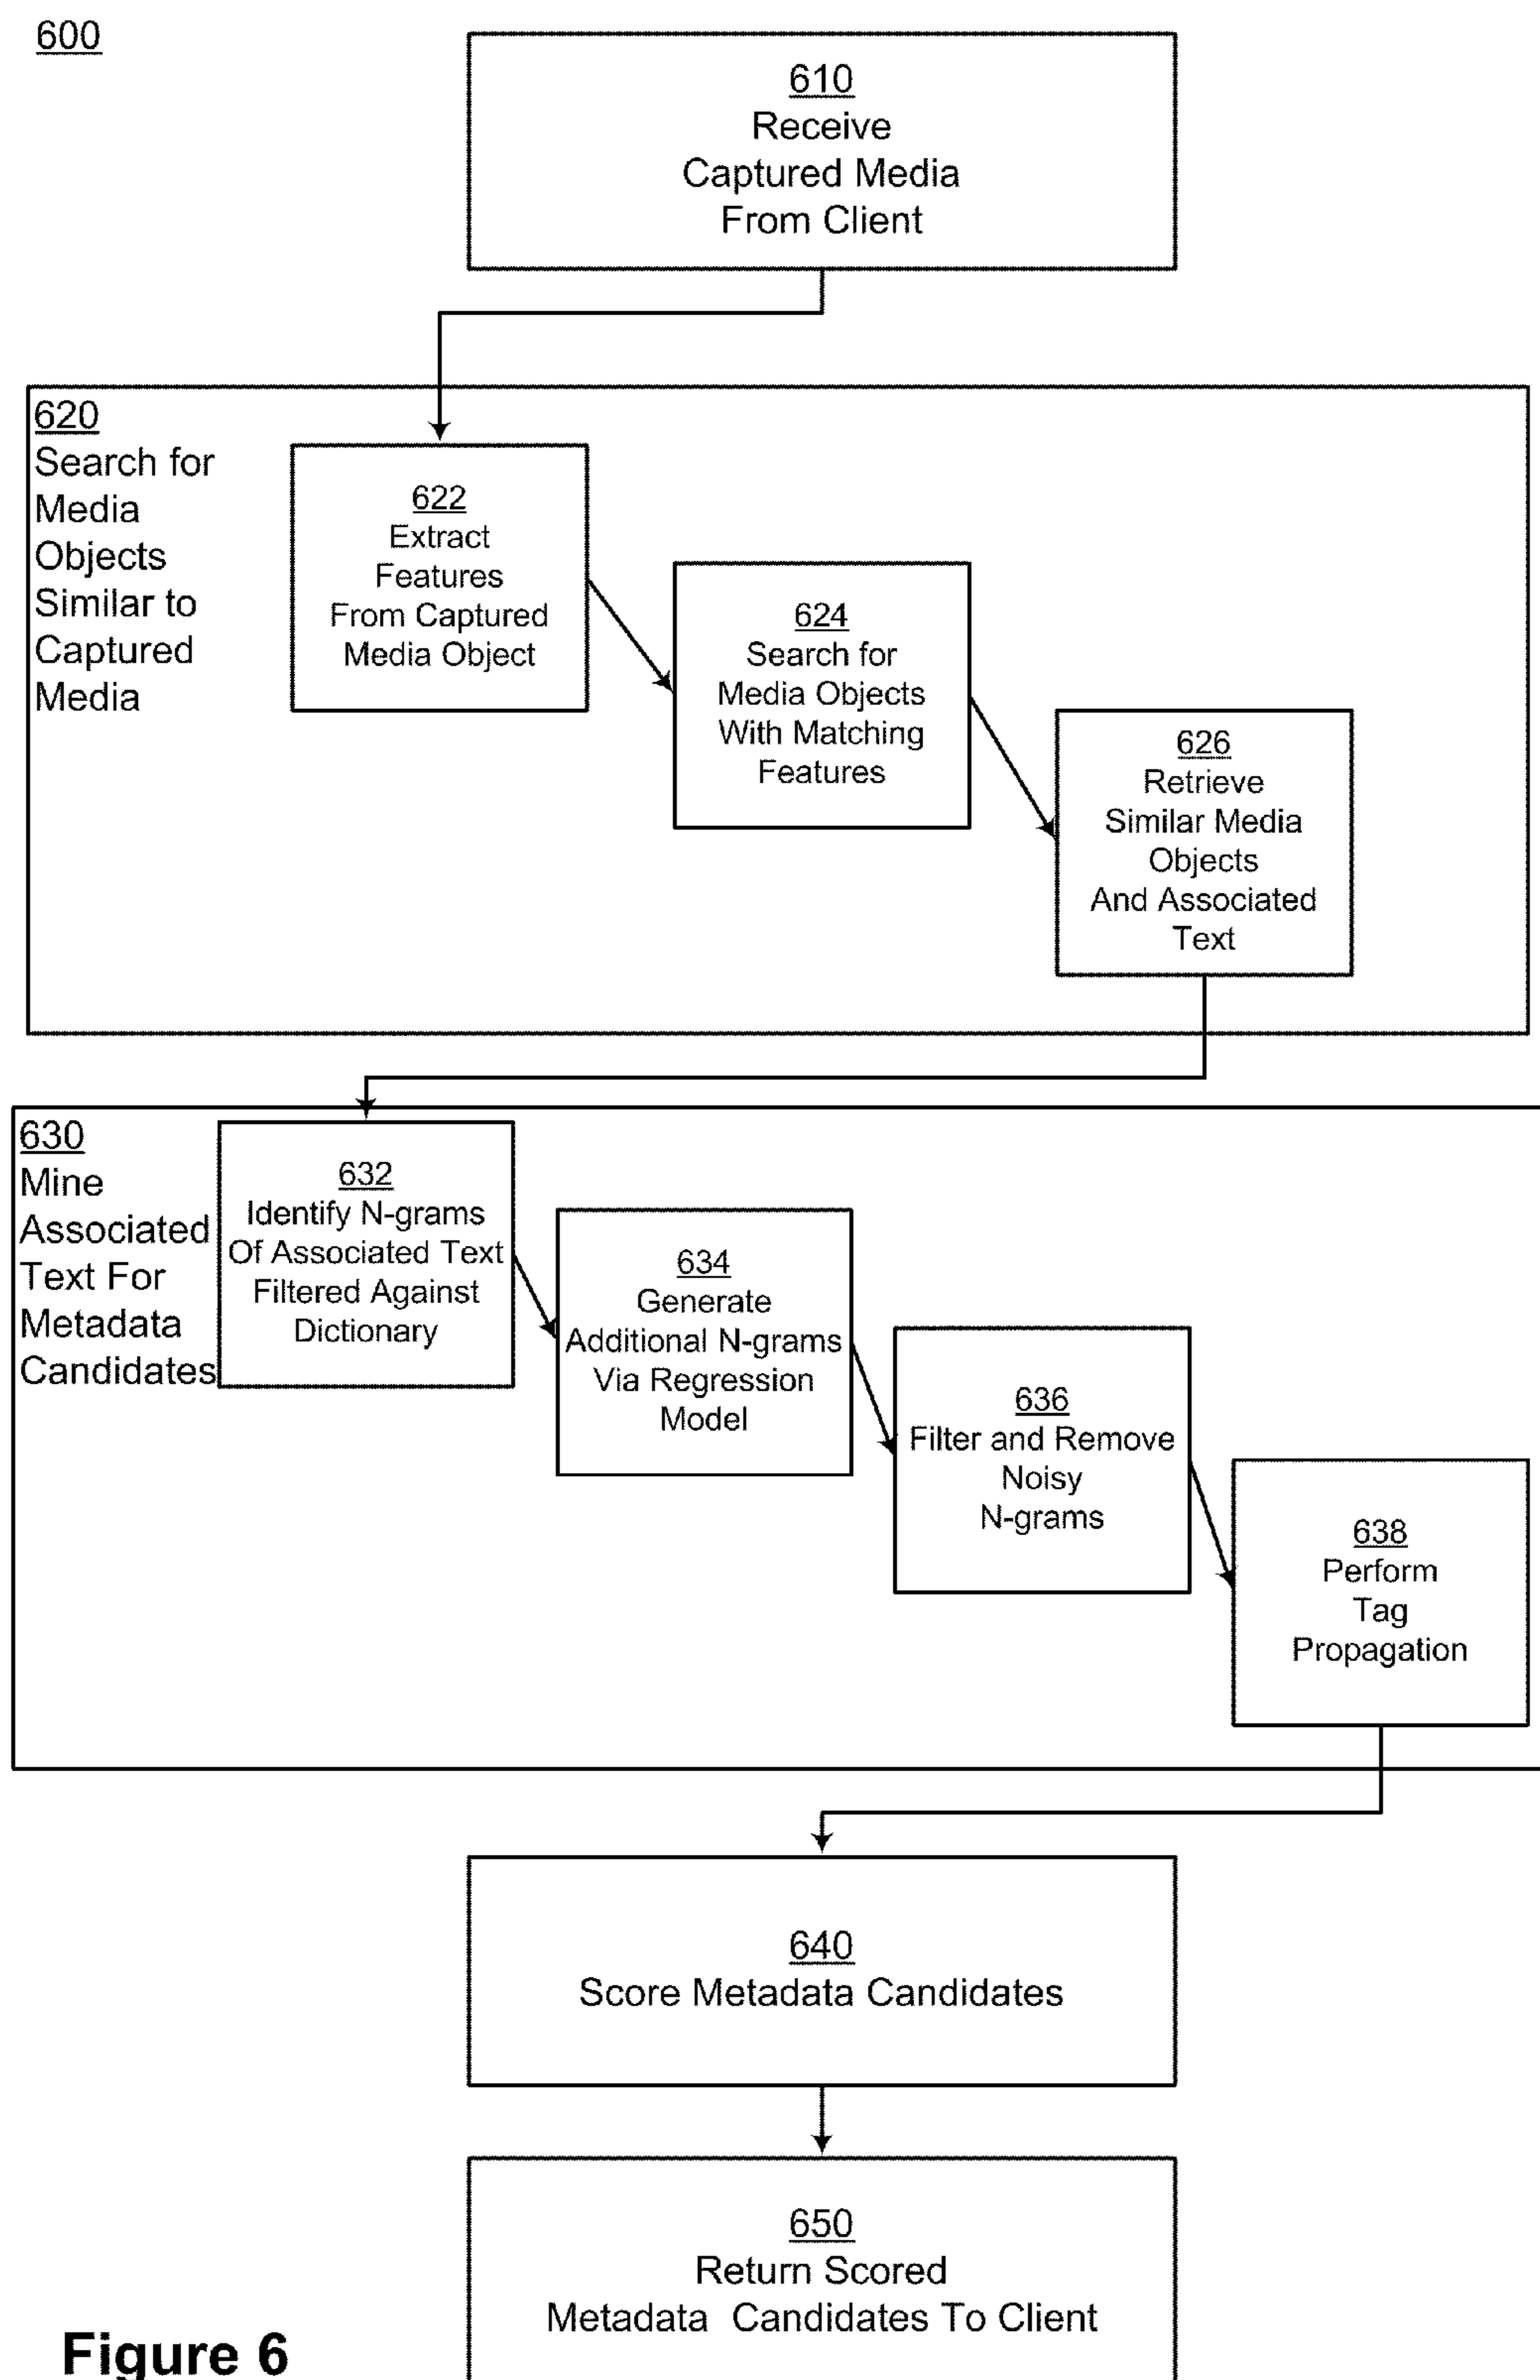 600
610
Receive
Captured Media
From Client
620
Search for
Media
Objects
Similar to
Captured
Media
622
Extract
Features
From Captured
Media Object
624
Search for
Media Objects
With Matching
Features
626
Retrieve
Similar Media
Objects
And Associated
Text
630
Mine
Associated
Text For
Metadata
Candidates
632
Identify N-grams
Of Associated Text
Filtered Against
Dictionary
634
Generate
Additional N-grams
Via Regression
Model
636
Filter and Remove
Noisy
N-grams
638
Perform
Tag
Propagation
640
Score Metadata Candidates
650
Return Scored
Metadata Candidates To Client
Figure 6